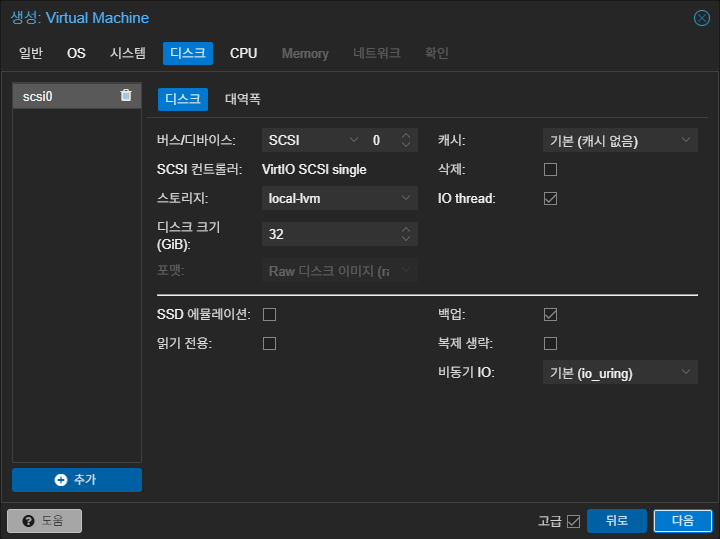 생성: Virtual Machine
일반 OS 시스템 디스크 CPU Memory 네트워크 확인
scsi0
디스크 대역폭
버스/디바이스: SCSI 0 캐시: 기본 (캐시 없음)
SCSI 컨트롤러: VirtIO SCSI single 삭제:
스토리지: local-lvm IO thread:
디스크 크기
(GiB): 32
포맷: Raw 디스크 이미지 (ra
SSD 에뮬레이션: 백업:
읽기 전용: 복제 생략:
비동기 IO: 기본 (io_uring)
추가
도움 고급 뒤로 다음